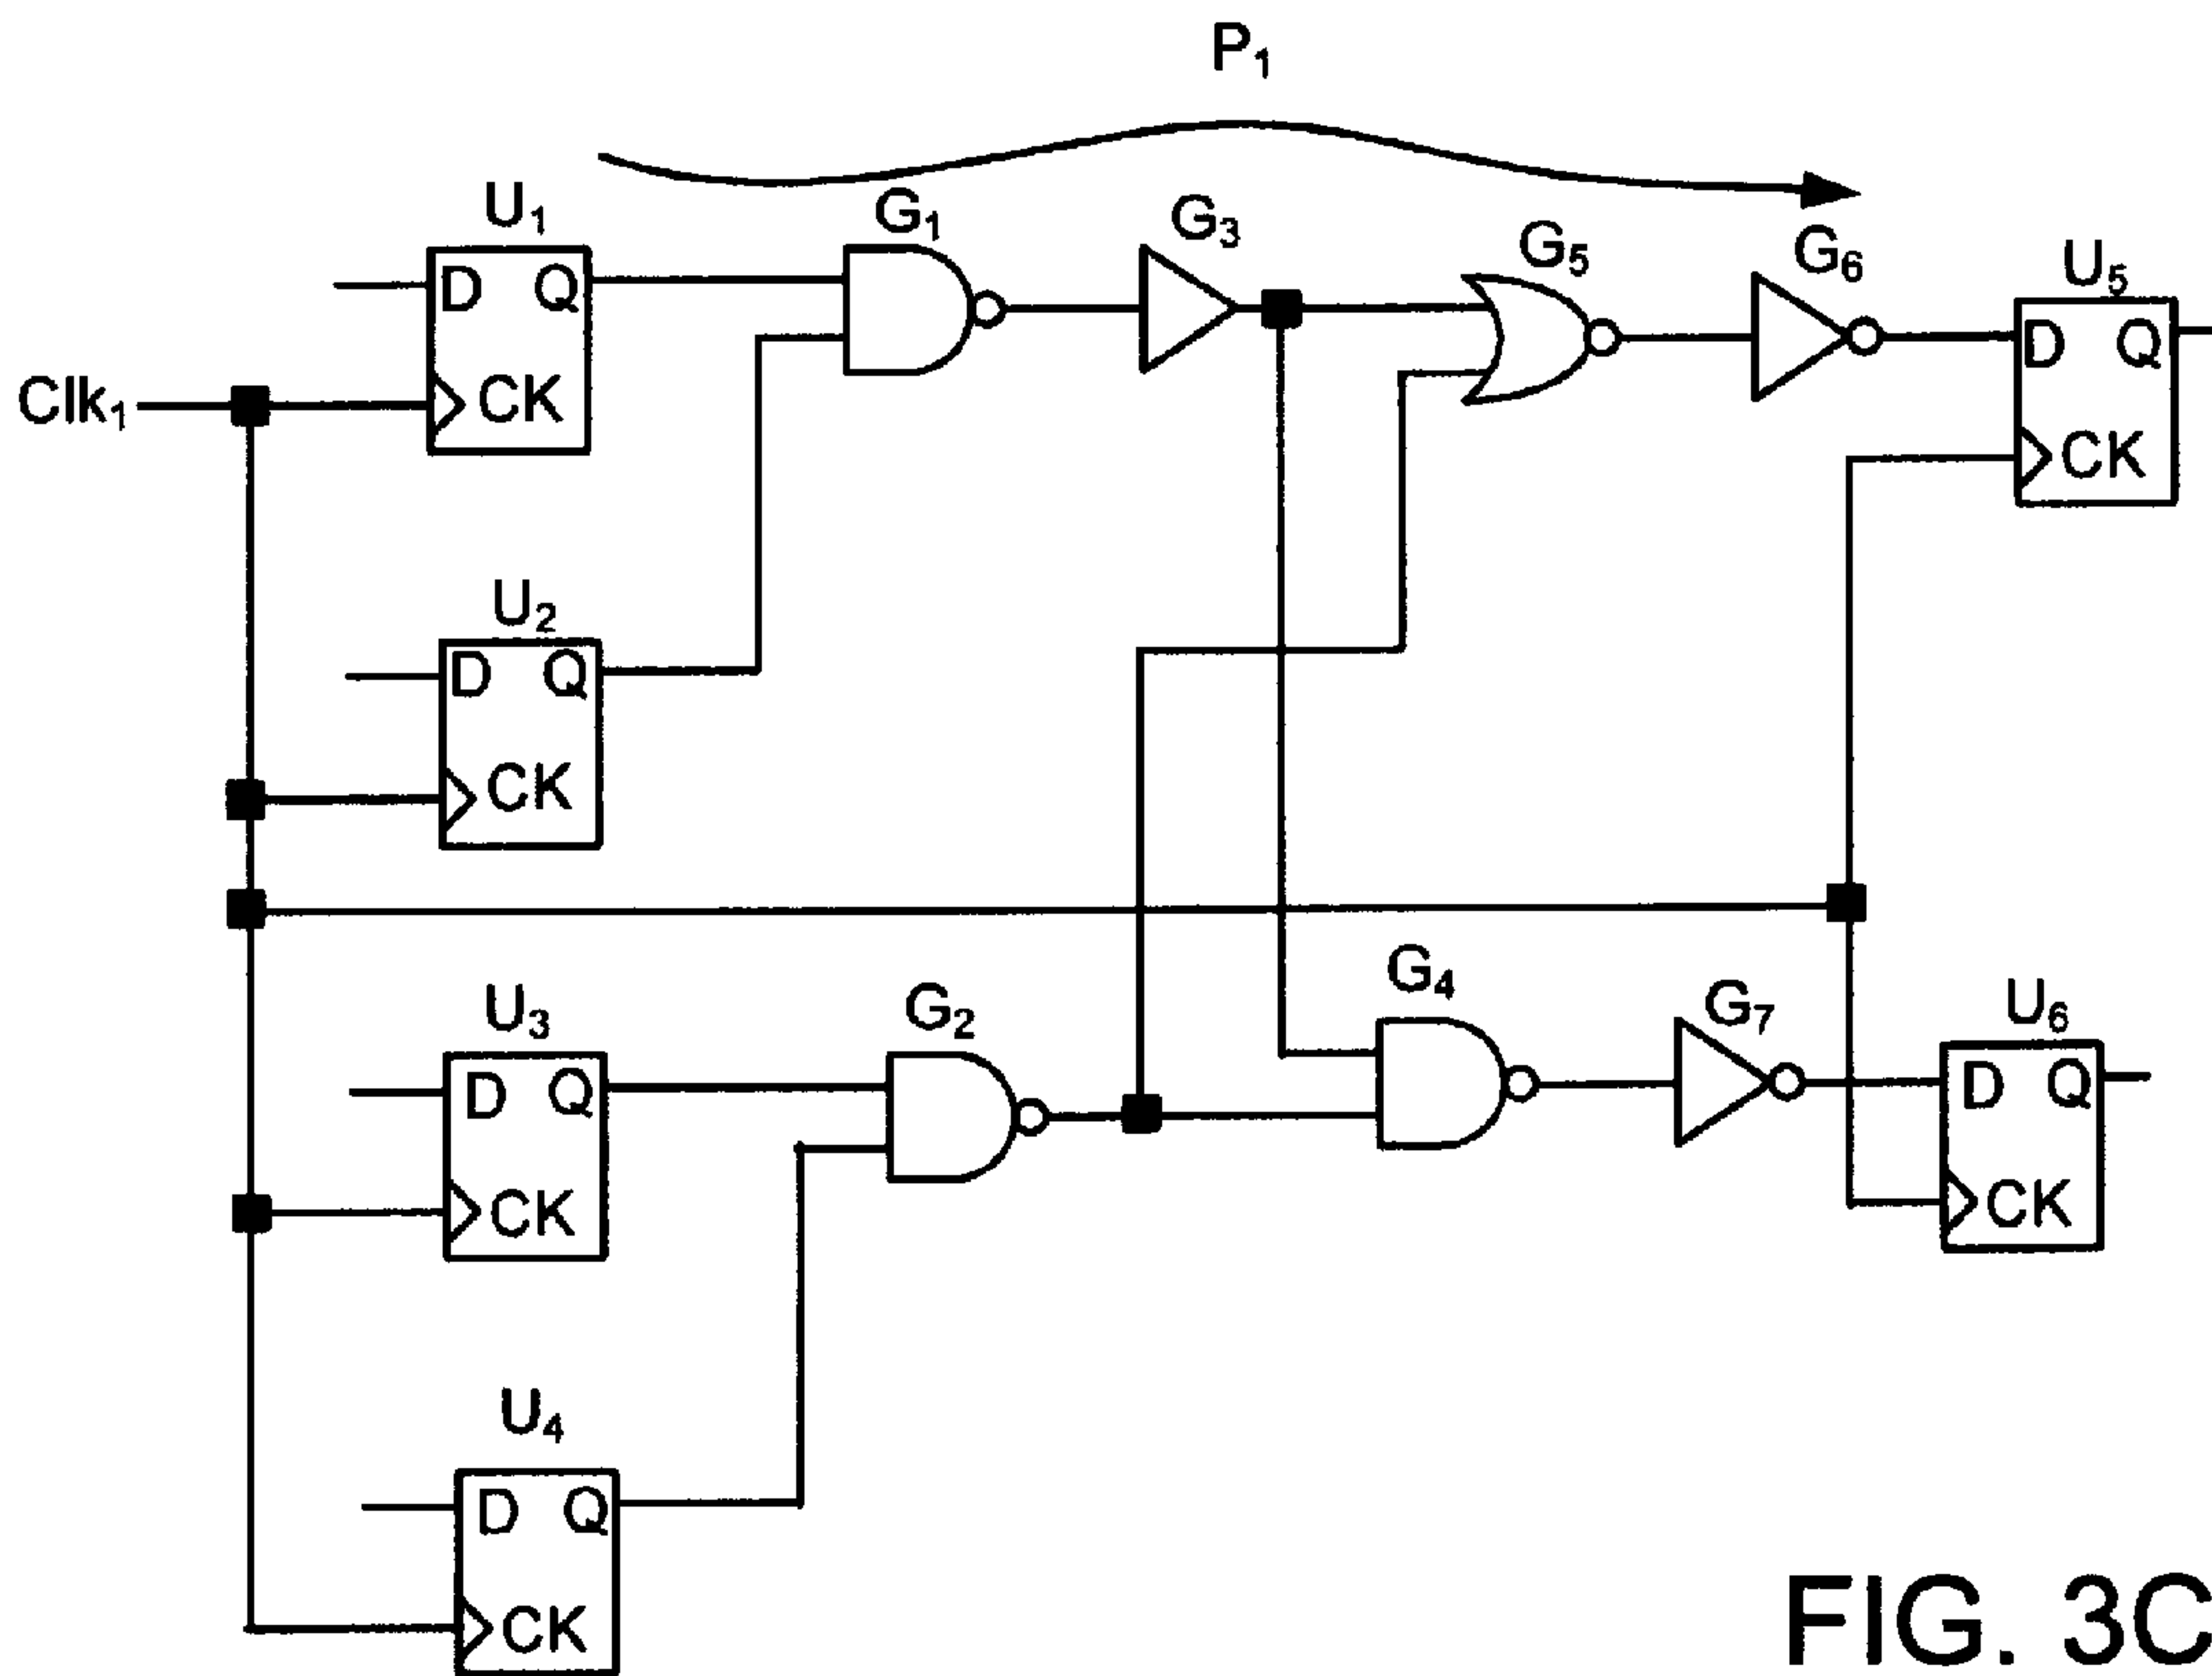 P₁
U₁
G₁
G₃
G₅
G₆
U₅
D Q
D Q
Clk₁
CK
CK
U₂
D Q
CK
G₄
U₃
G₂
G₇
U₆
D Q
D Q
CK
CK
U₄
D Q
CK
FIG. 3C